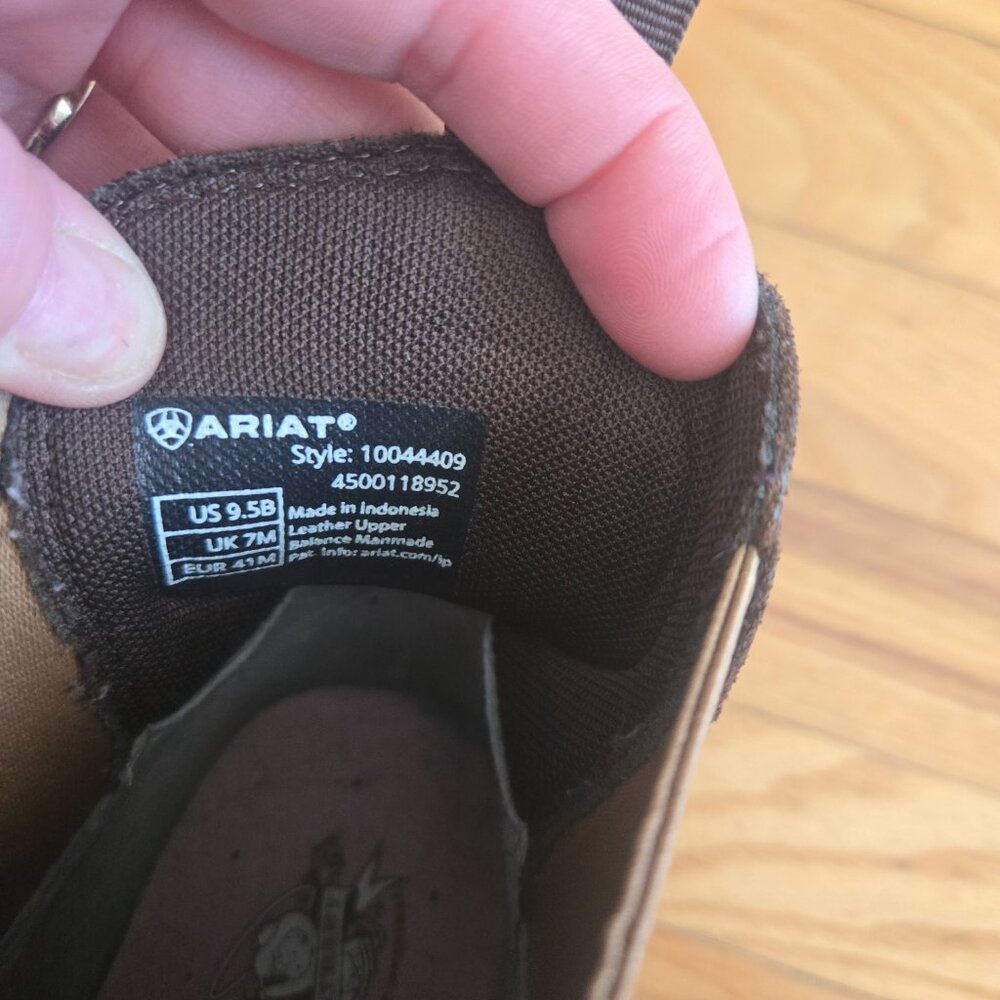 ARIAT®
Style: 10044409
4500118952
US 9.5B
UK 7M
EUR 41M
Made in Indonesia
Leather Upper
Balance Manmade
Pat. Info: ariat.com/ip